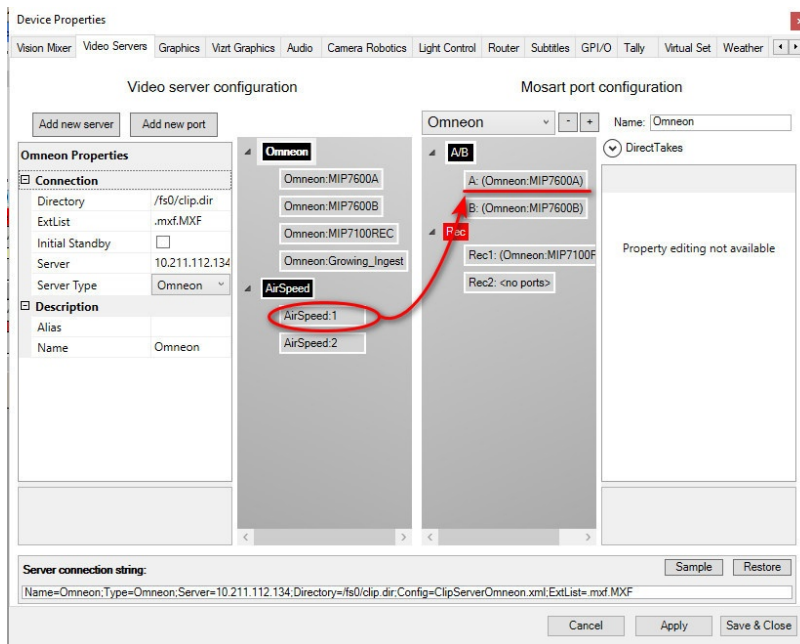 Device Properties
Vision Mixer Video Servers Graphics Vizrt Graphics Audio Camera Robotics Light Control Router Subtitles GPI/O Tally Virtual Set Weather
Video server configuration
Mosart port configuration
Add new server Add new port
Omneon - + Name: Omneon
DirectTakes
Omneon Properties
Connection
Directory /fs0/clip.dir
ExtList .mxf.MXF
Initial Standby
Server 10.211.112.134
Server Type Omneon
Description
Alias
Name Omneon
Omneon
Omneon:MIP7600A
Omneon:MIP7600B
Omneon:MIP7100REC
Omneon:Growing_Ingest
AirSpeed
AirSpeed:1
AirSpeed:2
A/B
A: (Omneon:MIP7600A)
B: (Omneon:MIP7600B)
Rec
Rec1: (Omneon:MIP7100F
Rec2: <no ports>
Property editing not available
Server connection string:
Sample Restore
Name=Omneon;Type=Omneon;Server=10.211.112.134;Directory=/fs0/clip.dir;Config=ClipServerOmneon.xml;ExtList=.mxf.MXF
Cancel Apply Save & Close